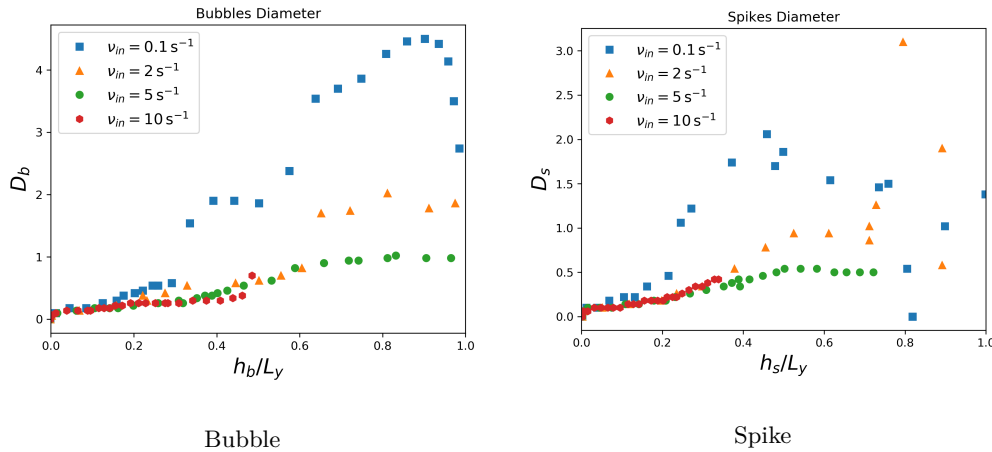 Bubbles Diameter
ν_in = 0.1 s⁻¹
ν_in = 2 s⁻¹
ν_in = 5 s⁻¹
ν_in = 10 s⁻¹
D_b
4
3
2
1
0
0.0 0.2 0.4 0.6 0.8 1.0
h_b/L_y
Bubble
Spikes Diameter
ν_in = 0.1 s⁻¹
ν_in = 2 s⁻¹
ν_in = 5 s⁻¹
ν_in = 10 s⁻¹
D_s
3.0
2.5
2.0
1.5
1.0
0.5
0.0
0.0 0.2 0.4 0.6 0.8 1.0
h_s/L_y
Spike